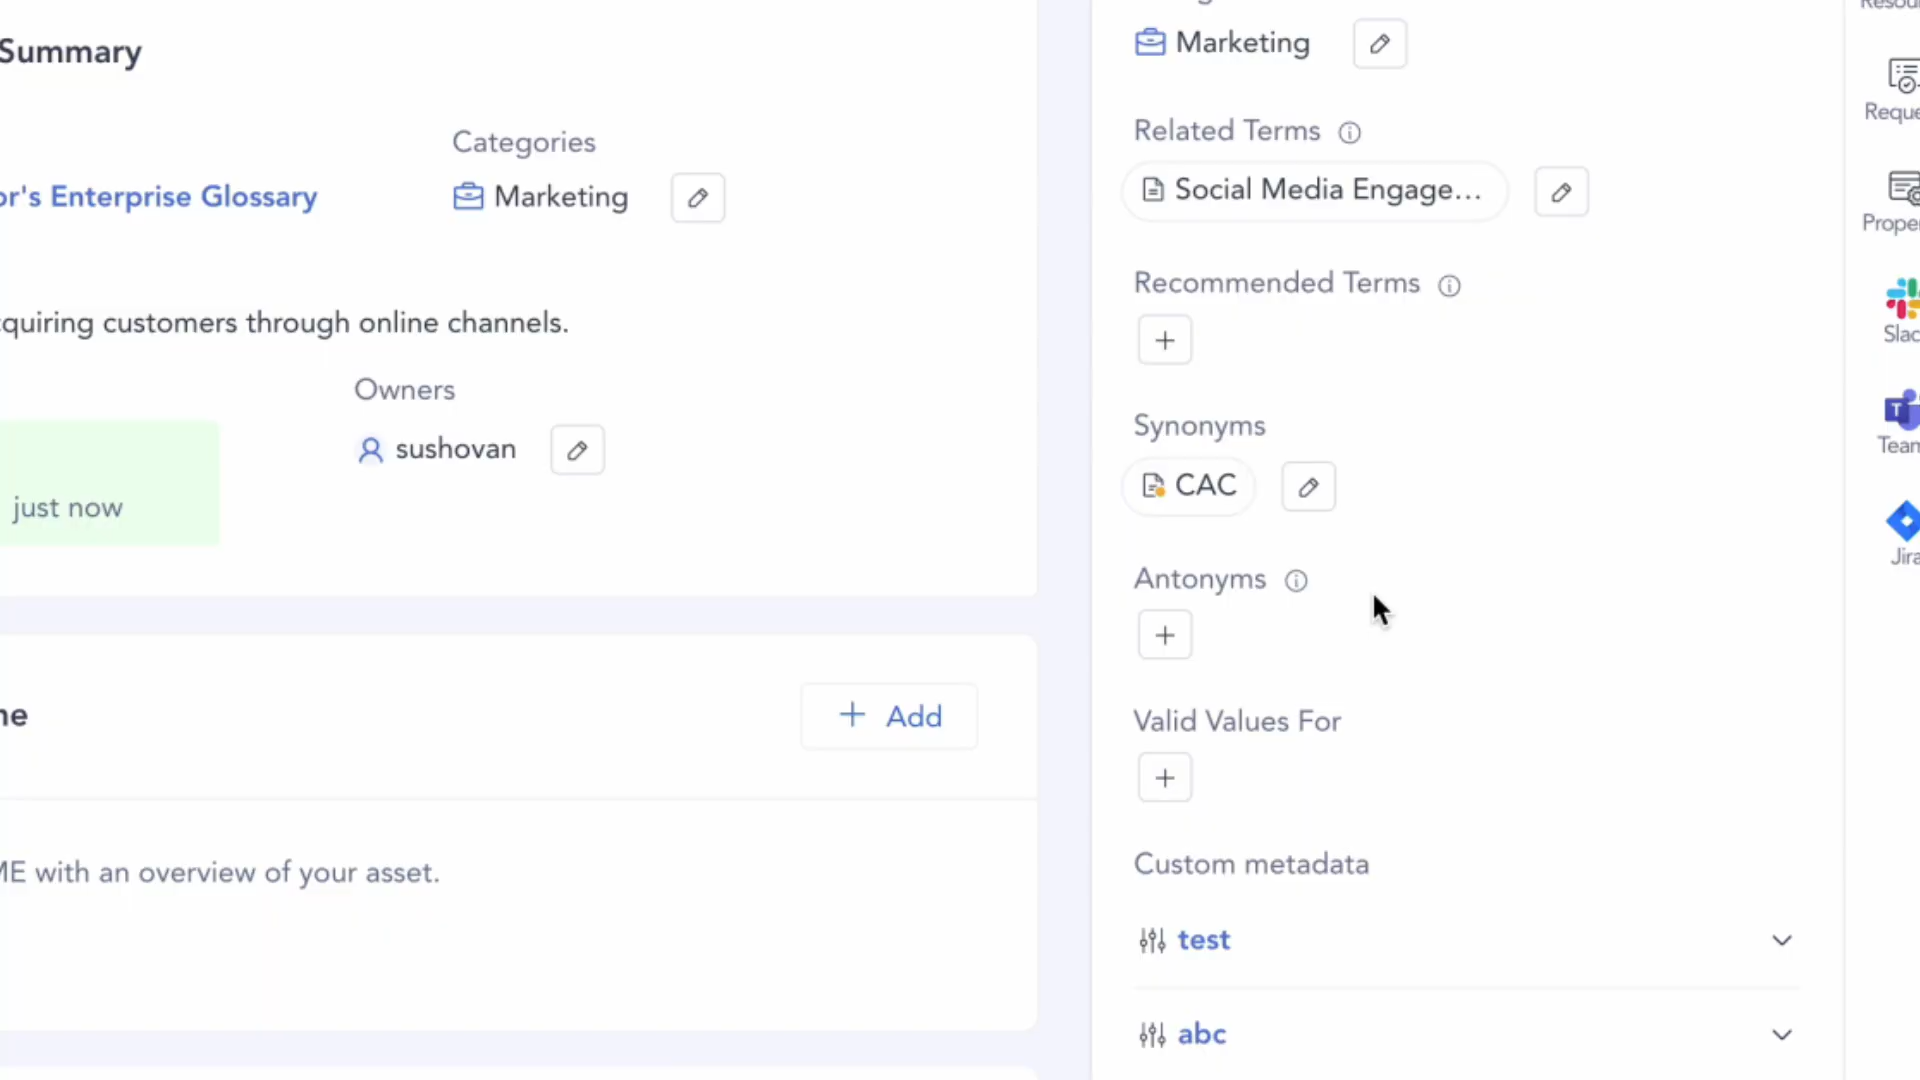 Summary
Categories
or's Enterprise Glossary
Marketing
cquiring customers through online channels.
Owners
sushovan
just now
ne
+ Add
ME with an overview of your asset.
Marketing
Related Terms
Social Media Engage...
Recommended Terms
Synonyms
CAC
Antonyms
Valid Values For
Custom metadata
test
abc
Resou
Reque
Proper
Slac
Team
Jira